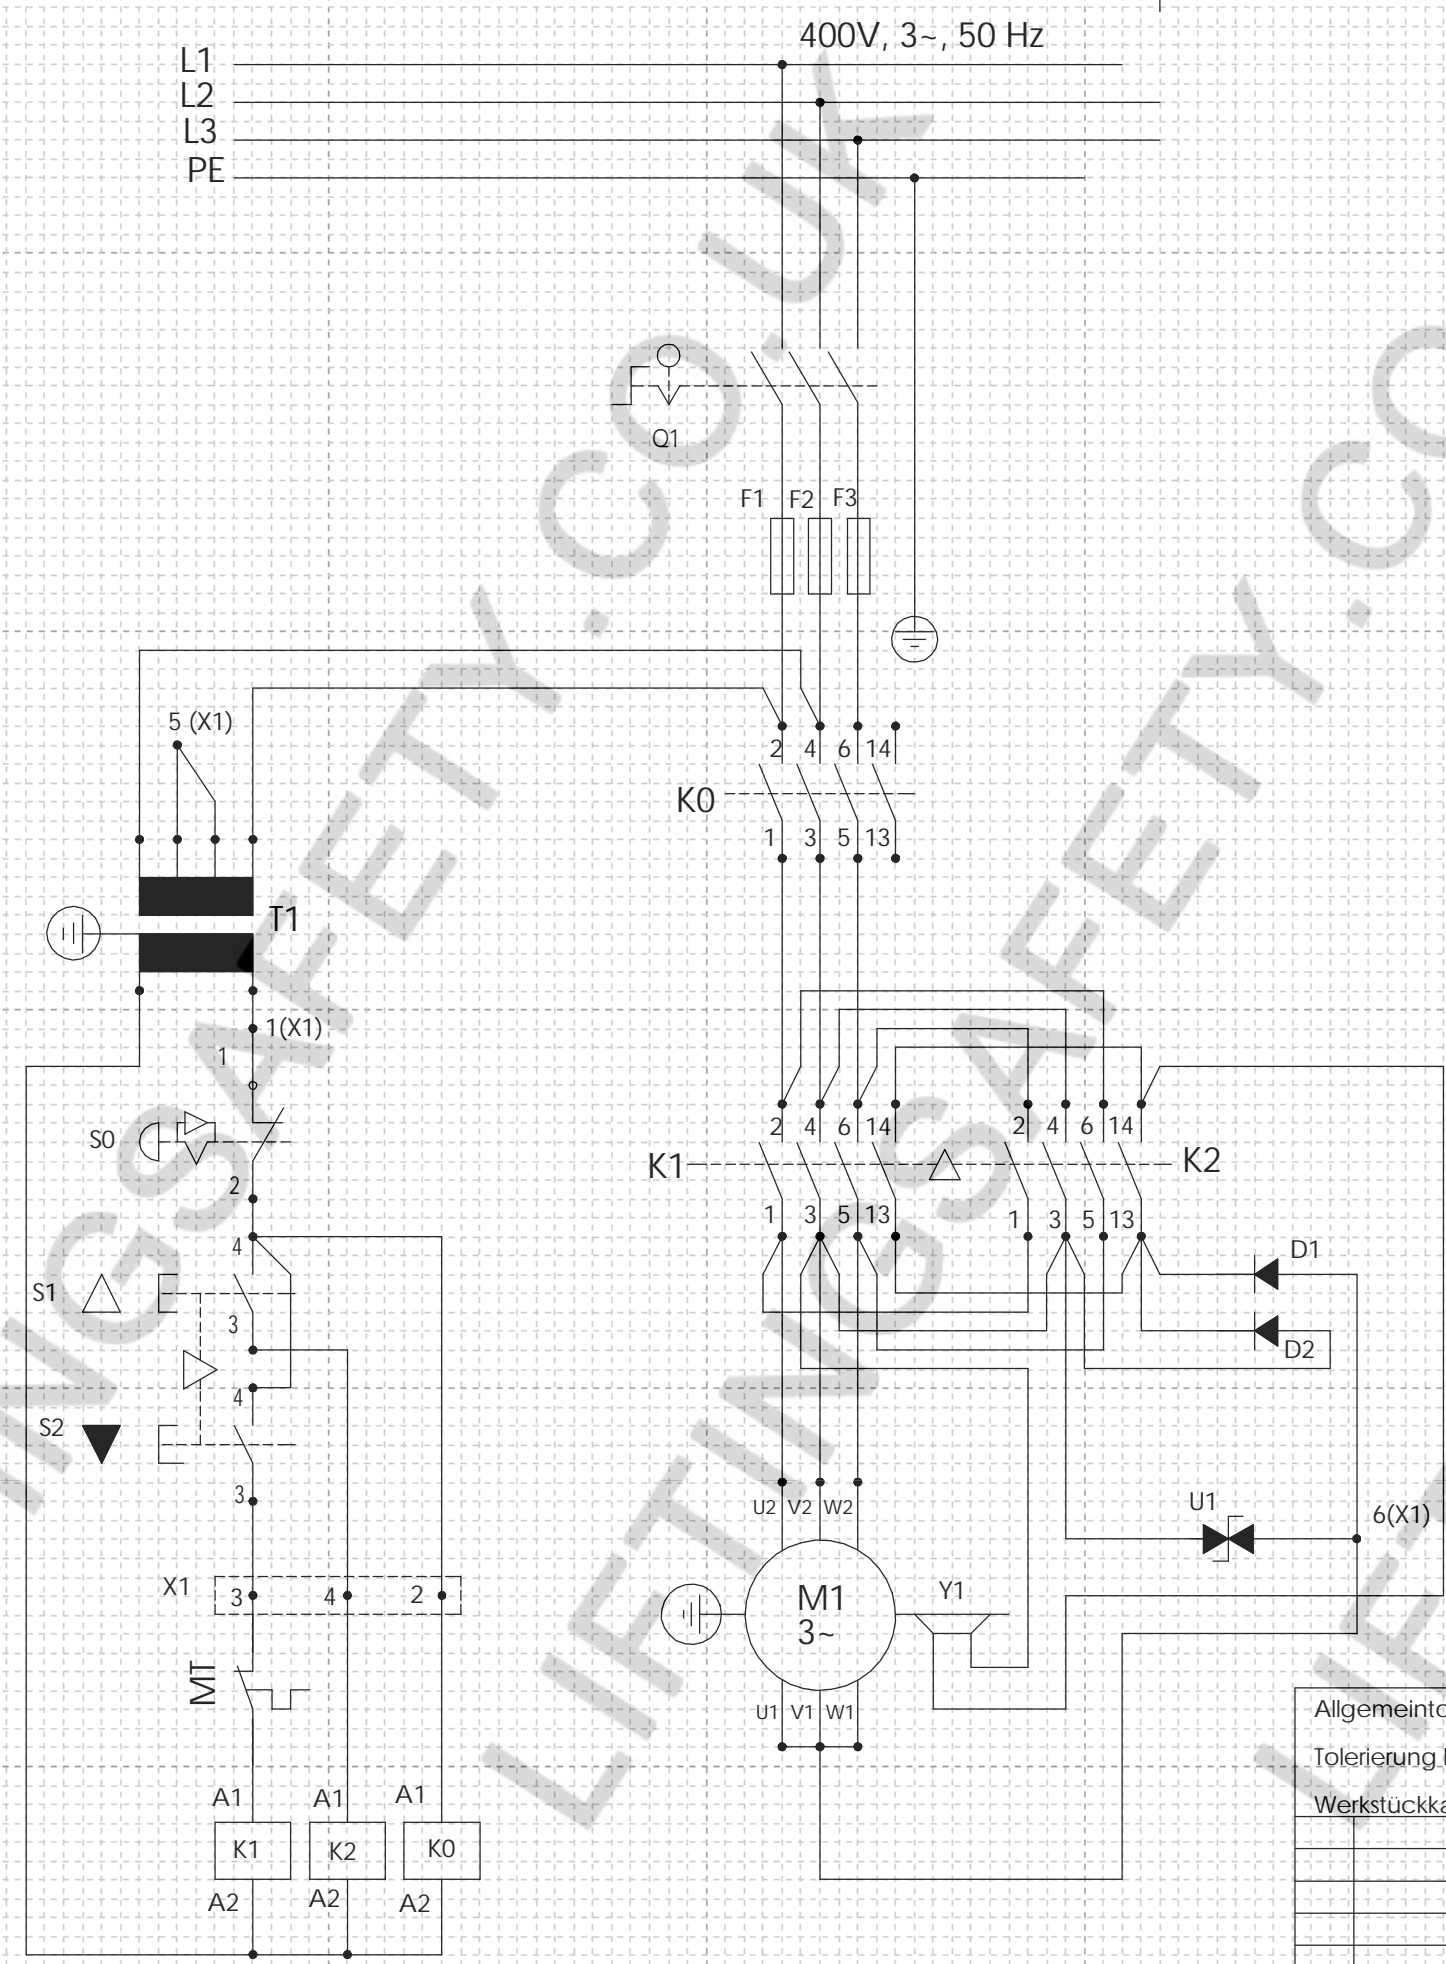 400V, 3~, 50 Hz
L1
L2
L3
PE
Q1
F1 F2 F3
5 (X1)
2 4 6 14
K0
1 3 5 13
T1
1(X1)
1
S0
2
2 4 6 14 2 4 6 14
K1 K2
1 3 5 13 1 3 5 13
4
D1
S1
3
D2
4
S2
3
U1
6(X1)
U2 V2 W2
X1 3 4 2
M1
3~
Y1
MT
U1 V1 W1
Allgemeinto
Tolerierung
Werkstückka
A1 A1 A1
K1 K2 K0
A2 A2 A2
LIFTINGSAFETY.CO.UK